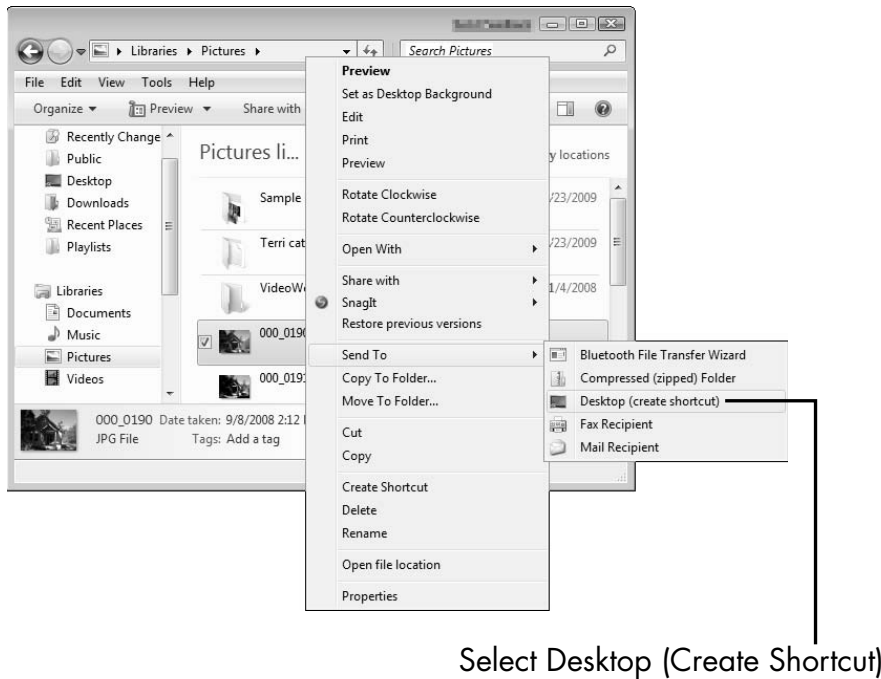 Libraries Pictures
Search Pictures
File Edit View Tools Help
Organize Preview Share with
Recently Change
Public
Desktop
Downloads
Recent Places
Playlists
Libraries
Documents
Music
Pictures
Videos
Pictures li...
y locations
Sample
/23/2009
Terri cat
/23/2009
VideoW
1/4/2008
000_0190
000_019
000_0190 Date taken: 9/8/2008 2:12
JPG File Tags: Add a tag
Preview
Set as Desktop Background
Edit
Print
Preview
Rotate Clockwise
Rotate Counterclockwise
Open With
Share with
SnagIt
Restore previous versions
Send To
Copy To Folder...
Move To Folder...
Cut
Copy
Create Shortcut
Delete
Rename
Open file location
Properties
Bluetooth File Transfer Wizard
Compressed (zipped) Folder
Desktop (create shortcut)
Fax Recipient
Mail Recipient
Select Desktop (Create Shortcut)